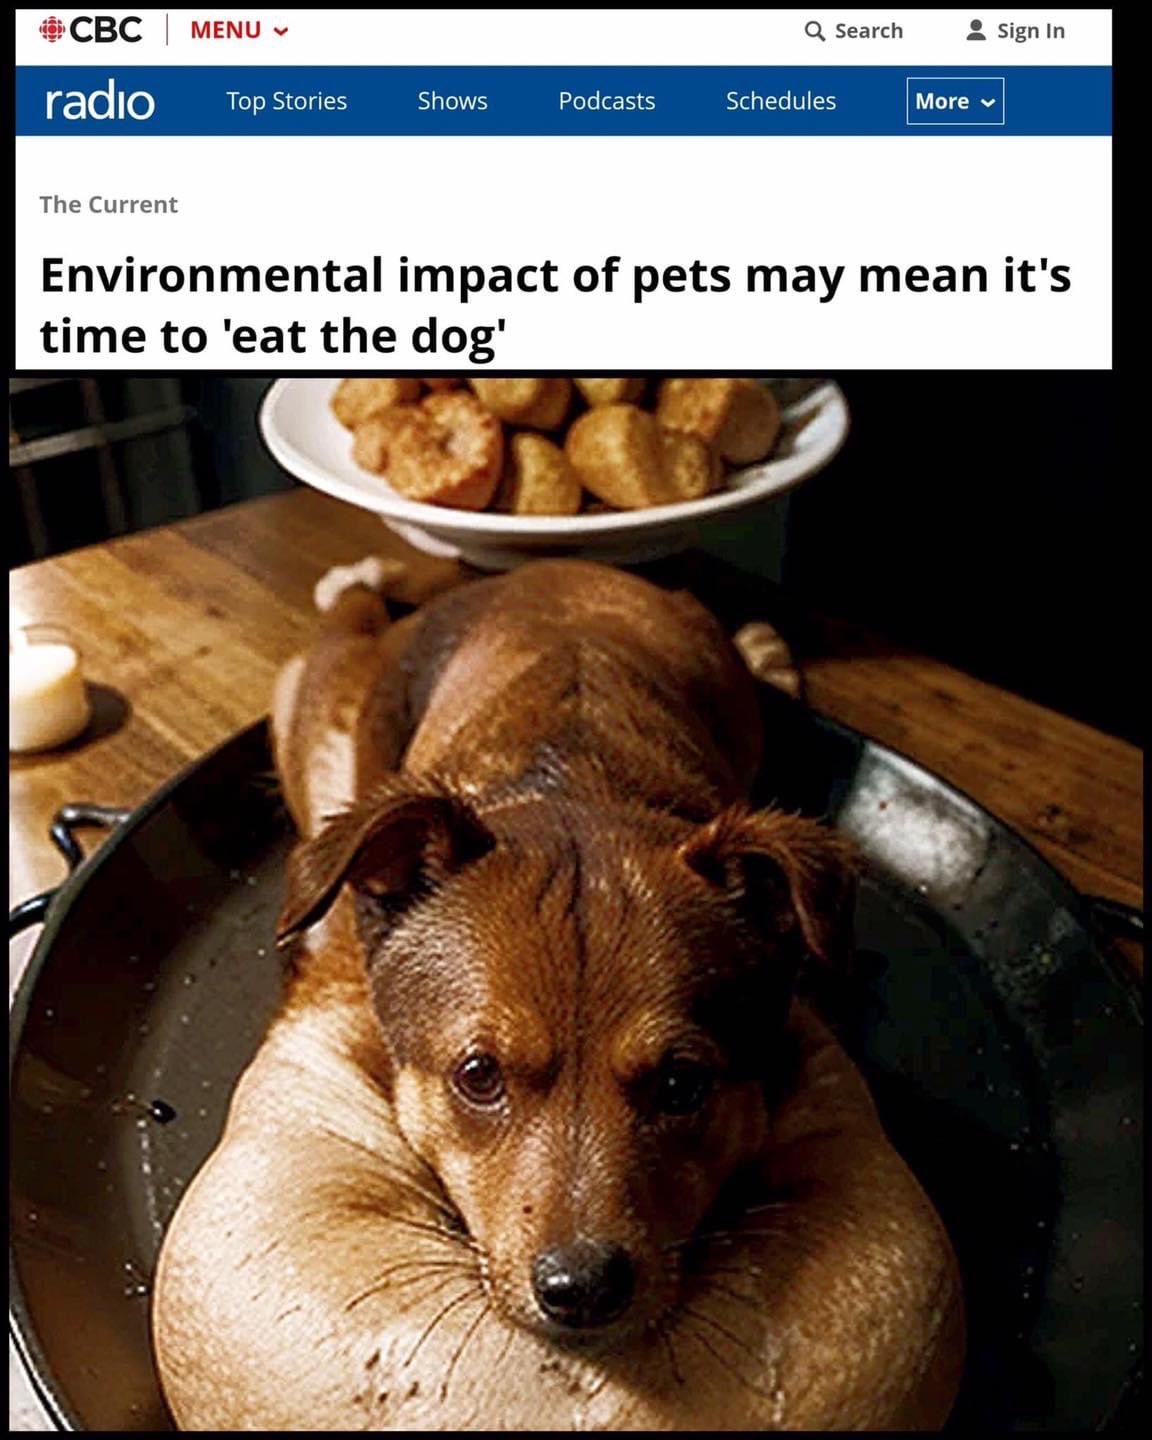 CBC MENU Search Sign In
radio Top Stories Shows Podcasts Schedules More
The Current
Environmental impact of pets may mean it's
time to 'eat the dog'